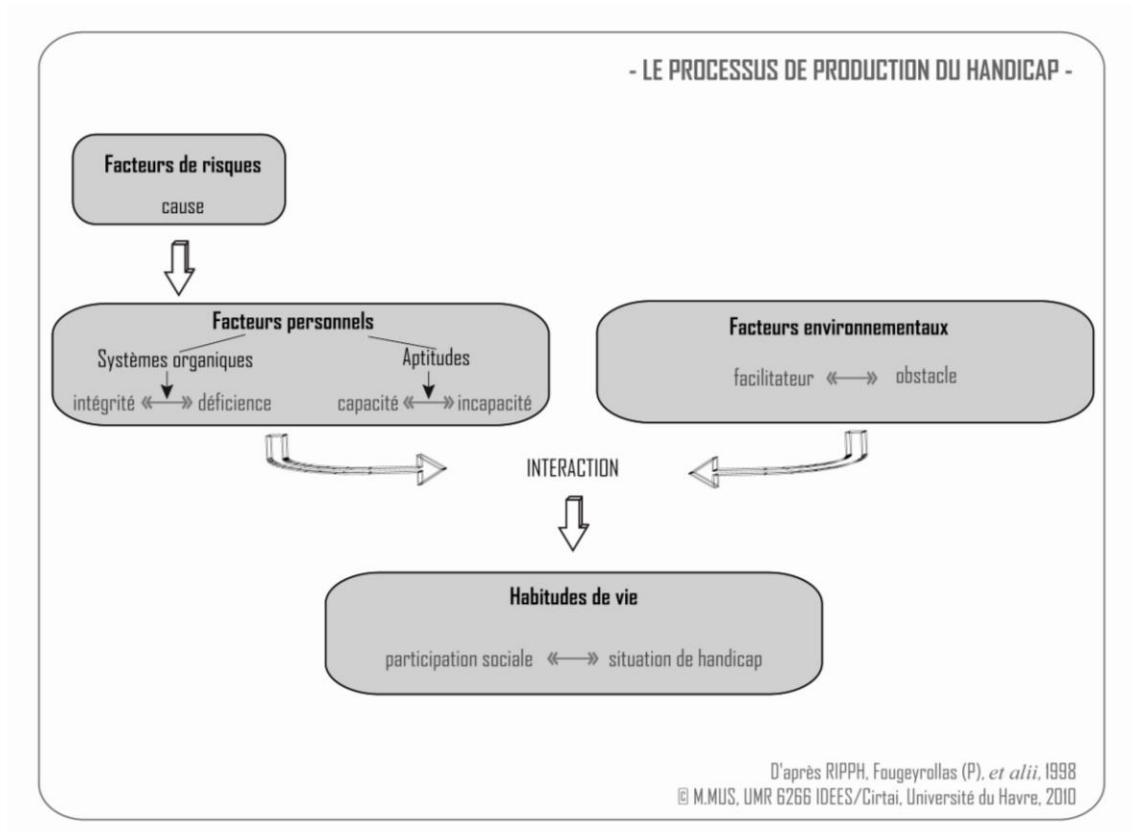 - LE PROCESSUS DE PRODUCTION DU HANDICAP -
Facteurs de risques
cause
Facteurs personnels
Systèmes organiques
Aptitudes
intégrité déficience
capacité incapacité
Facteurs environnementaux
facilitateur obstacle
INTERACTION
Habitudes de vie
participation sociale situation de handicap
D'après RIPPH, Fougeyrollas (P), et alii, 1998
© M.MUS, UMR 6266 IDEES/Cirtai, Université du Havre, 2010